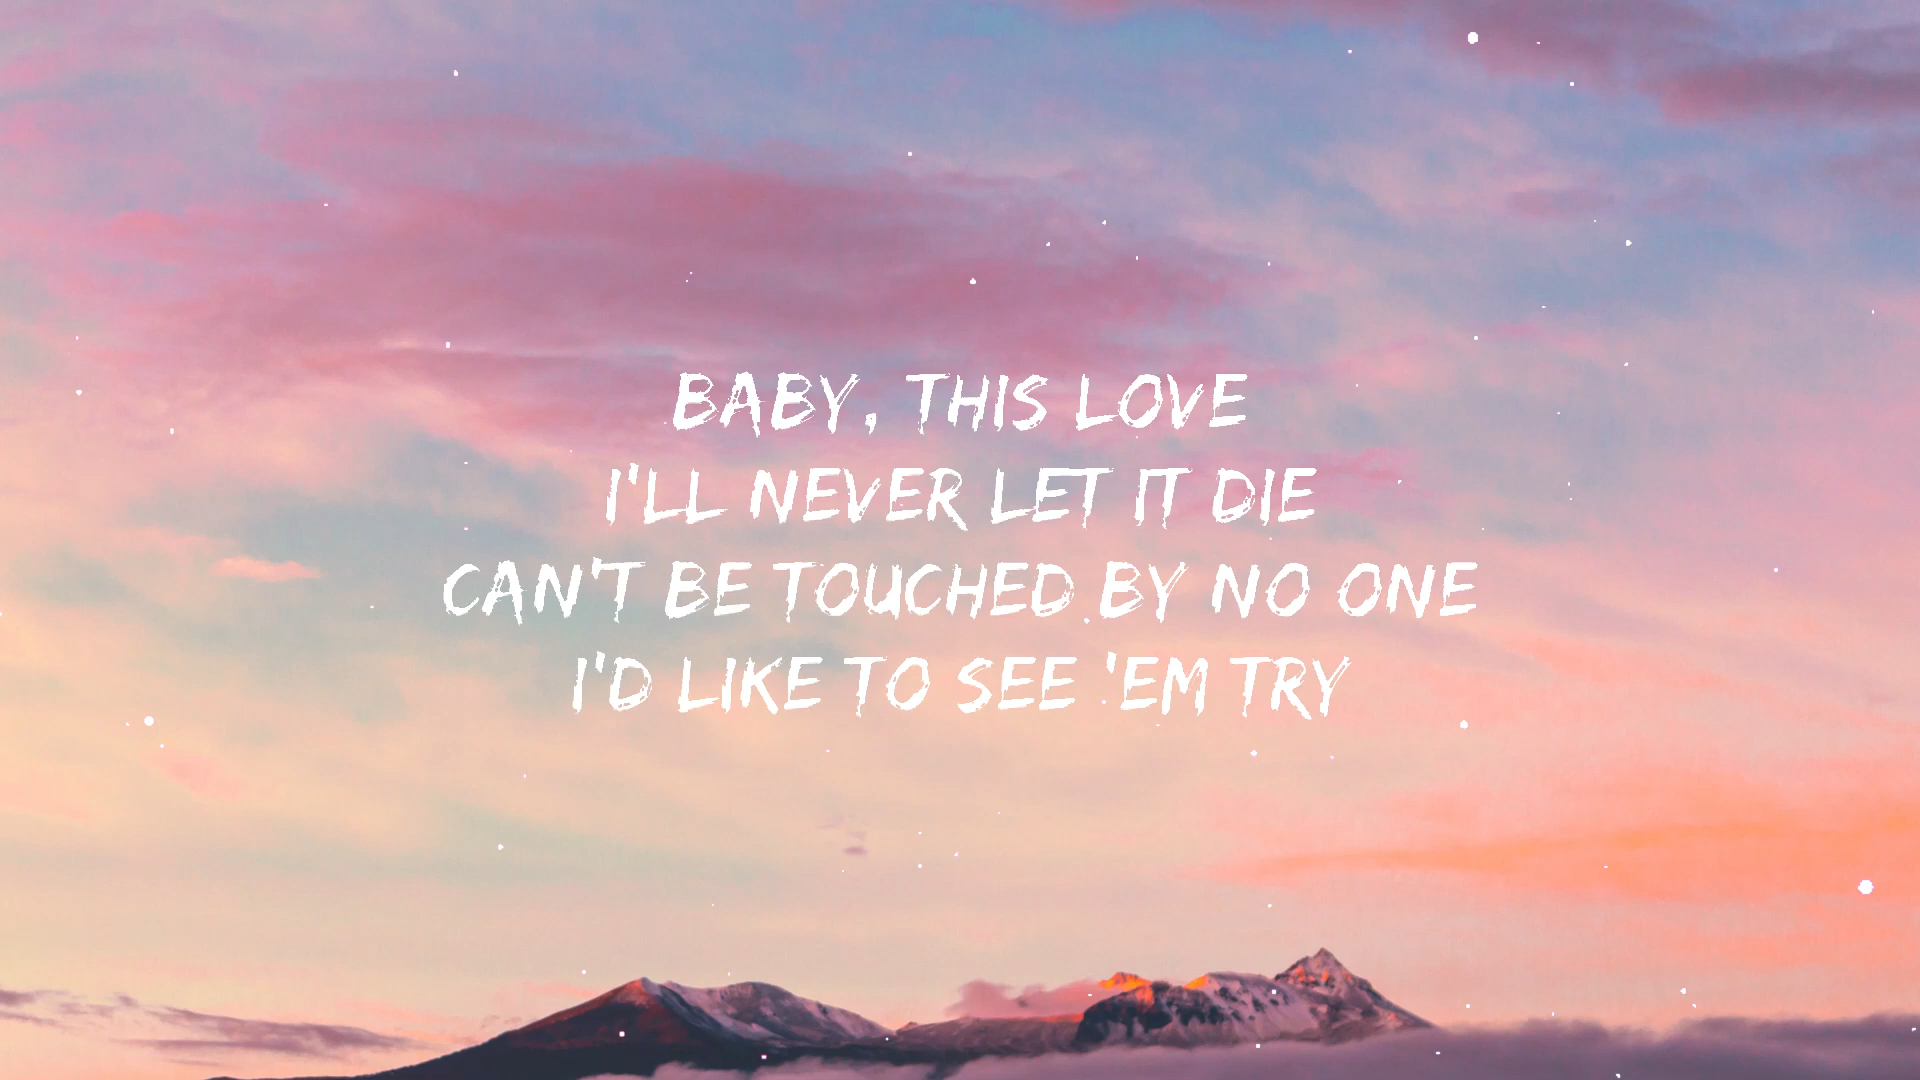 BABY, THIS LOVE
I'LL NEVER LET IT DIE
CAN'T BE TOUCHED BY NO ONE
I'D LIKE TO SEE 'EM TRY